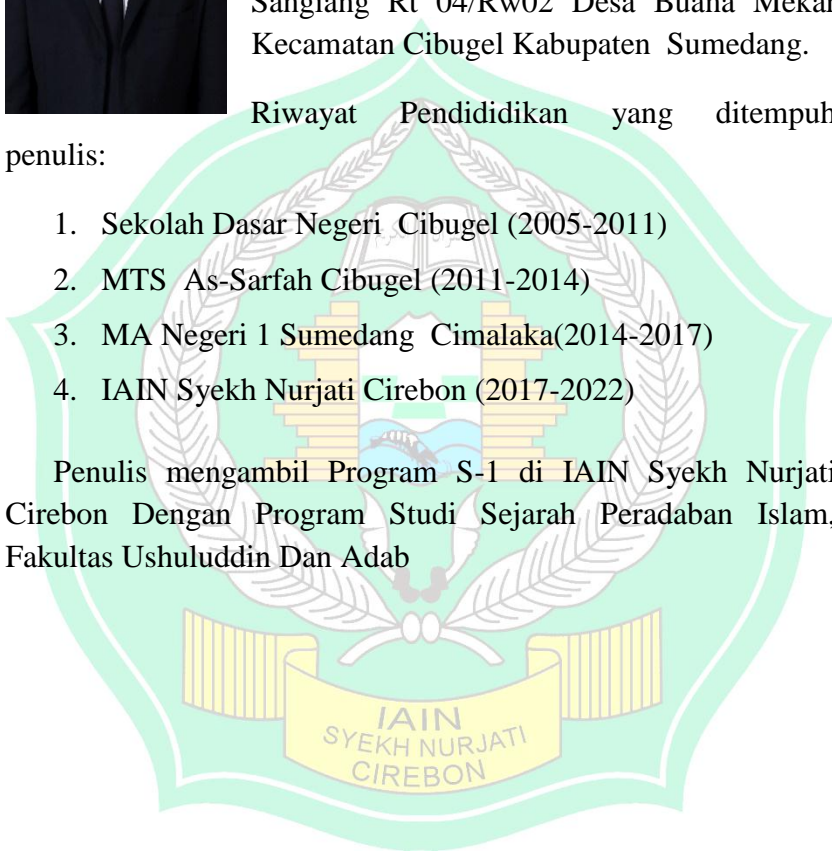 Sanglang Rt 04/Rw02 Desa Buana Mekar
Kecamatan Cibugel Kabupaten Sumedang.
Riwayat Pendididikan yang ditempuh
penulis:
1. Sekolah Dasar Negeri Cibugel (2005-2011)
2. MTS As-Sarfah Cibugel (2011-2014)
3. MA Negeri 1 Sumedang Cimalaka(2014-2017)
4. IAIN Syekh Nurjati Cirebon (2017-2022)
Penulis mengambil Program S-1 di IAIN Syekh Nurjati
Cirebon Dengan Program Studi Sejarah Peradaban Islam,
Fakultas Ushuluddin Dan Adab
IAIN
SYEKH NURJATI
CIREBON